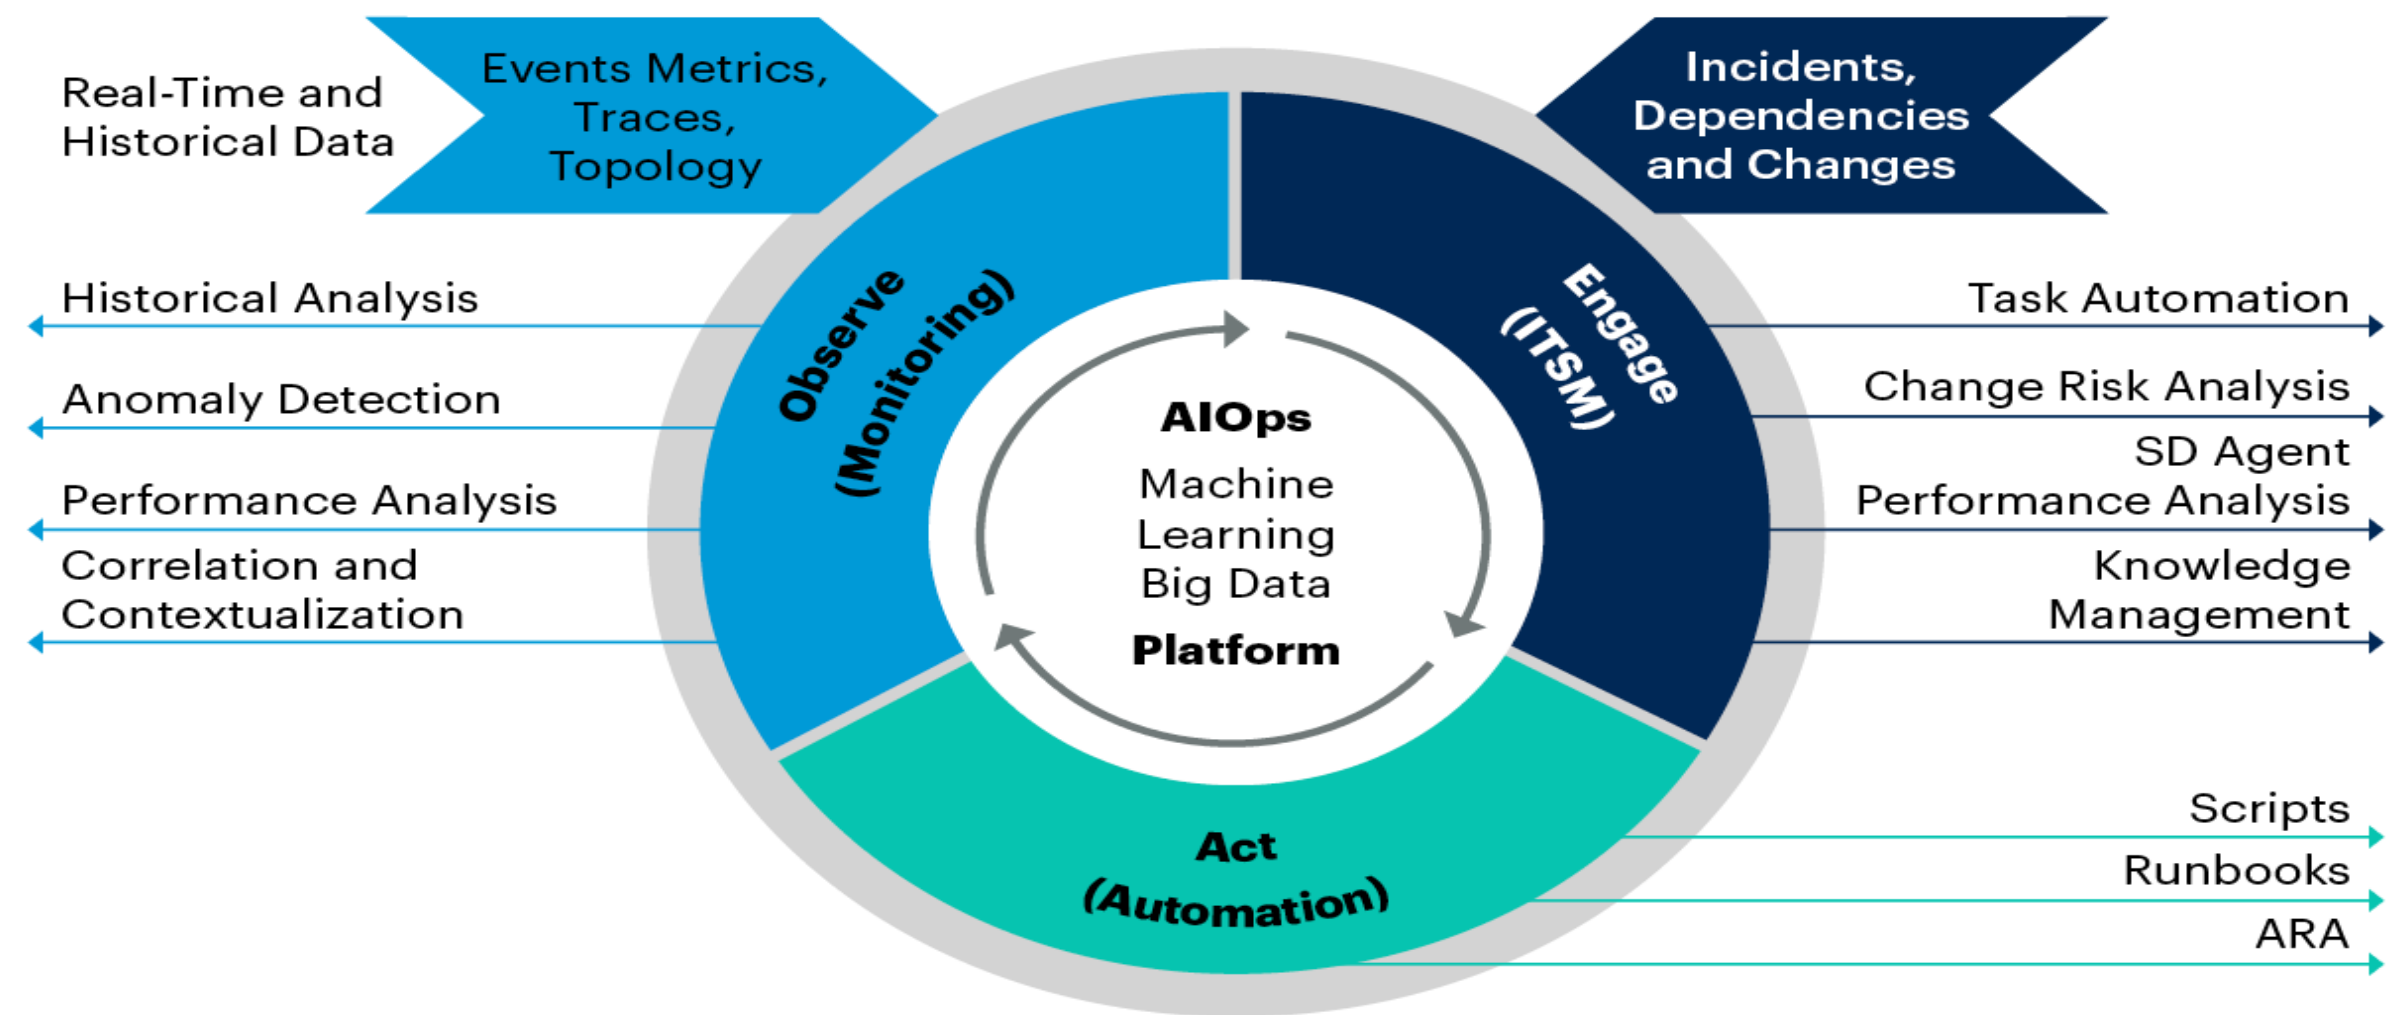 Real-Time and
Historical Data
Events Metrics,
Traces,
Topology
Incidents,
Dependencies
and Changes
Historical Analysis
Anomaly Detection
Performance Analysis
Correlation and
Contextualization
Observe
(Monitoring)
AIOps
Machine
Learning
Big Data
Platform
Engage
(ITSM)
Task Automation
Change Risk Analysis
SD Agent
Performance Analysis
Knowledge
Management
Act
(Automation)
Scripts
Runbooks
ARA